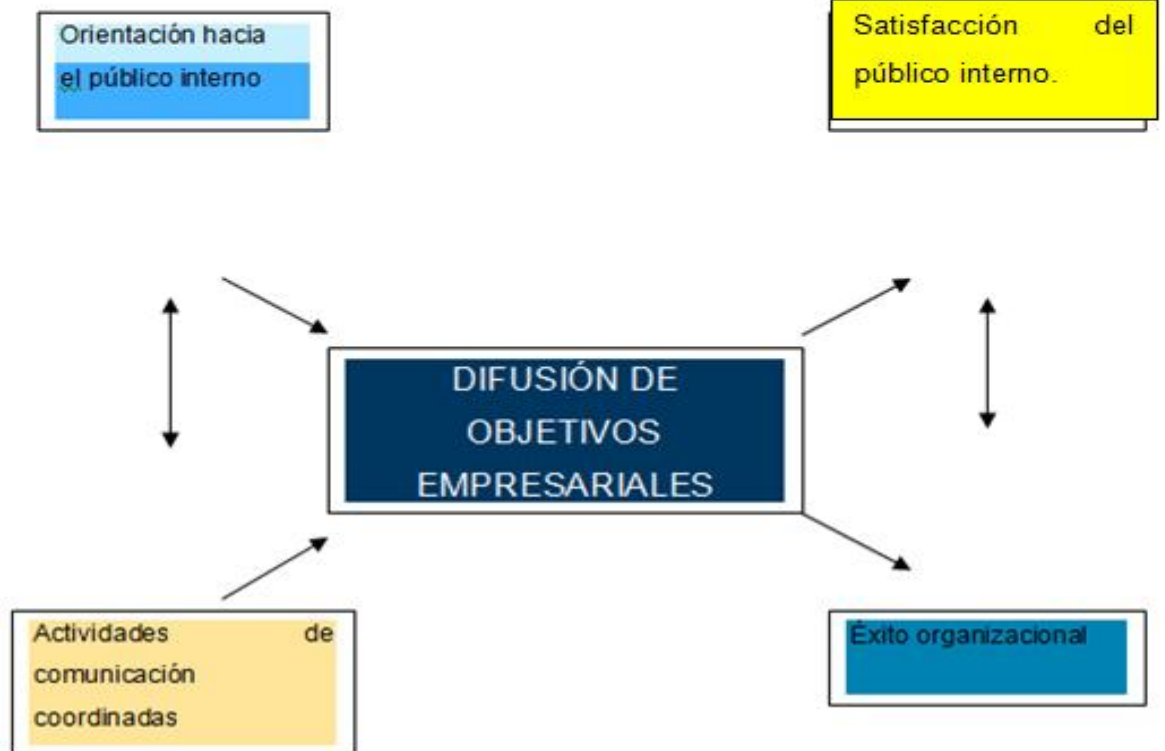 Orientación hacia
el público interno
Satisfacción del
público interno.
DIFUSIÓN DE
OBJETIVOS
EMPRESARIALES
Actividades de
comunicación
coordinadas
Éxito organizacional